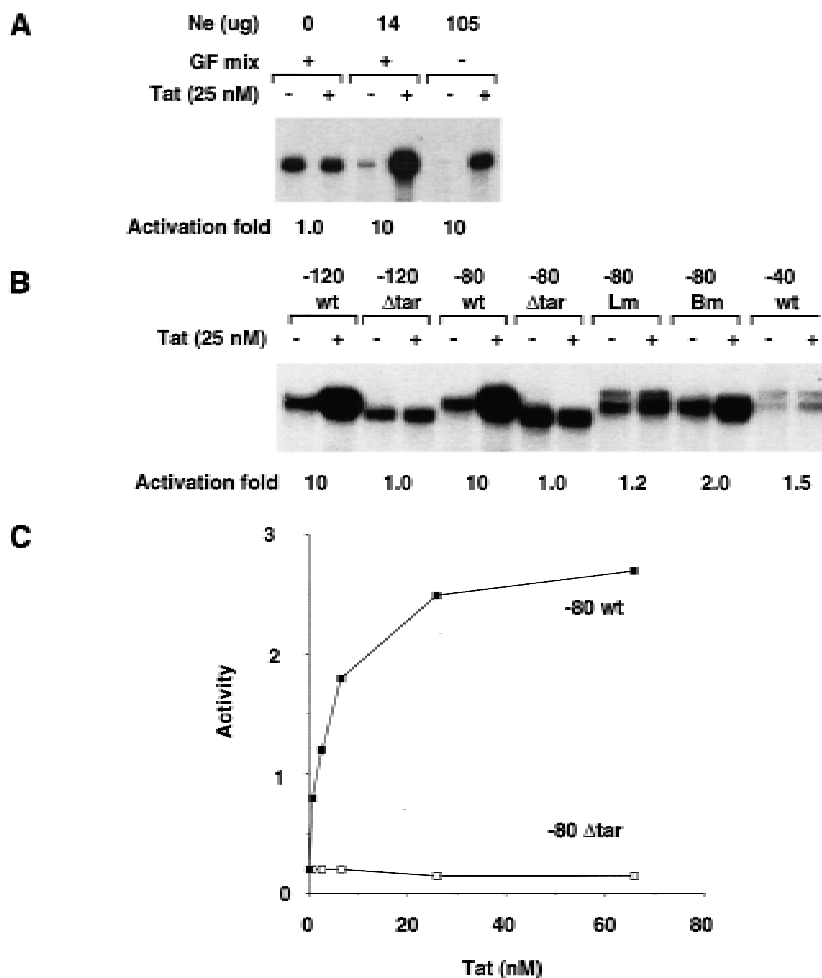 A
Ne (ug) 0 14 105
GF mix + + -
Tat (25 nM) - + - + - +
Activation fold 1.0 10 10
B
-120 -120 -80 -80 -80 -80 -40
wt Δtar wt Δtar Lm Bm wt
Tat (25 nM) - + - + - + - + - + - + - +
Activation fold 10 1.0 10 1.0 1.2 2.0 1.5
C
3
-80 wt
2
Activity
1
-80 Δtar
0
0 20 40 60 80
Tat (nM)